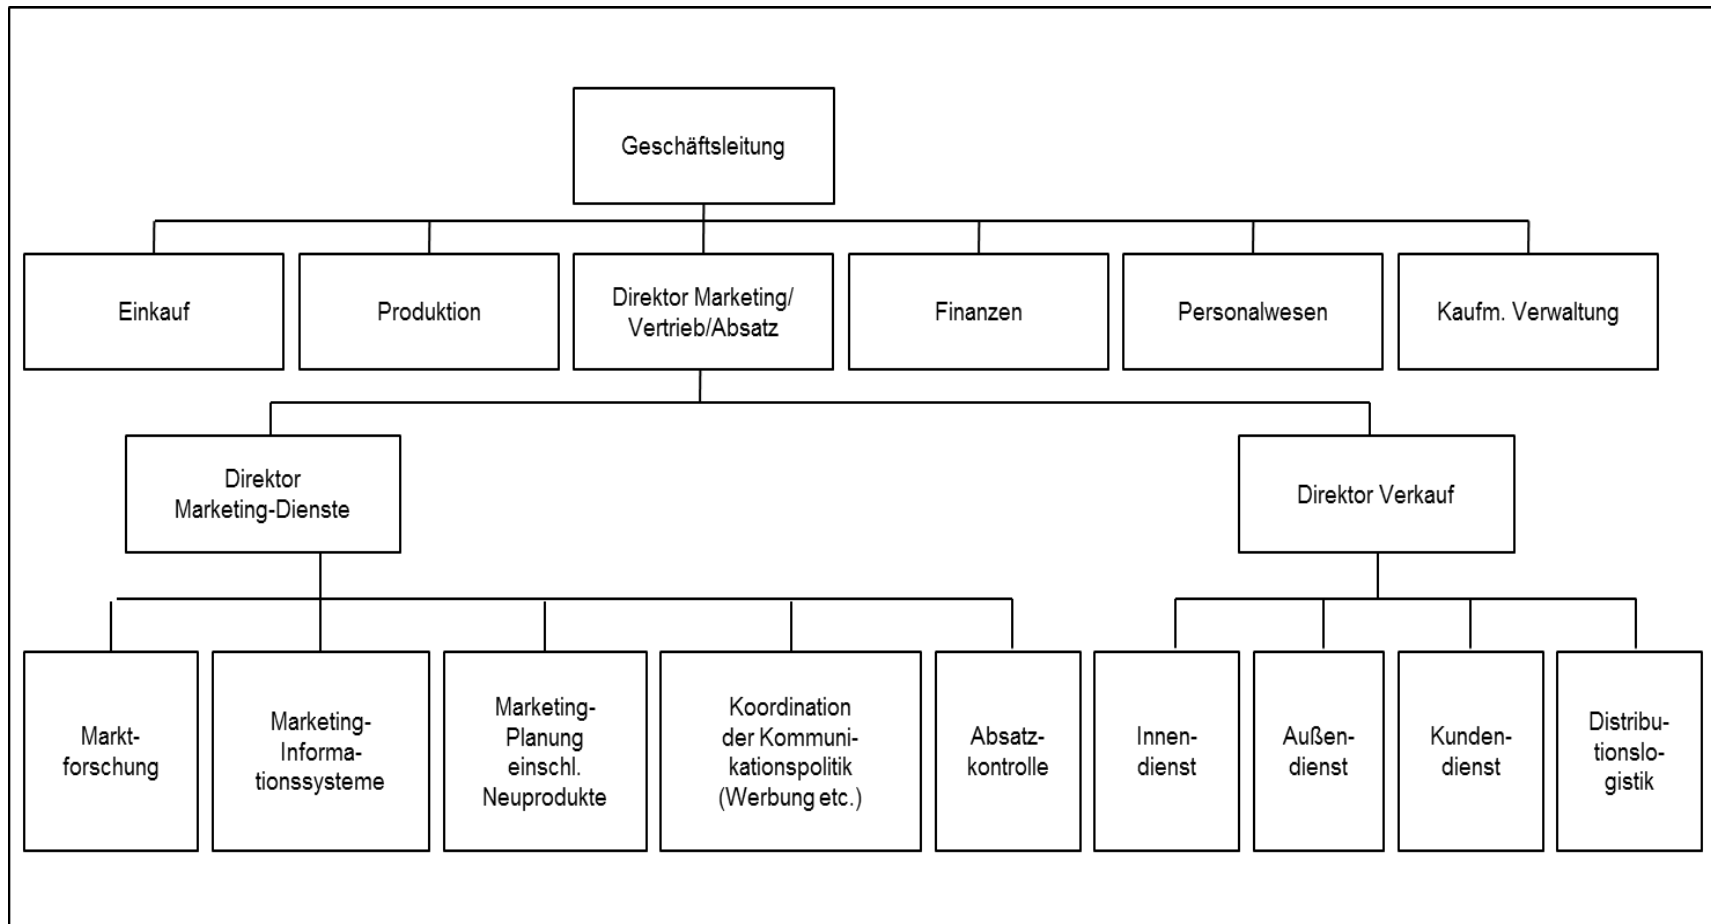 Geschäftsleitung
Einkauf
Produktion
Direktor Marketing/
Vertrieb/Absatz
Finanzen
Personalwesen
Kaufm. Verwaltung
Direktor
Marketing-Dienste
Direktor Verkauf
Markt-
forschung
Marketing-
Informa-
tionssysteme
Marketing-
Planung
einschl.
Neuprodukte
Koordination
der Kommuni-
kationspolitik
(Werbung etc.)
Absatz-
kontrolle
Innen-
dienst
Außen-
dienst
Kunden-
dienst
Distribu-
tionslo-
gistik